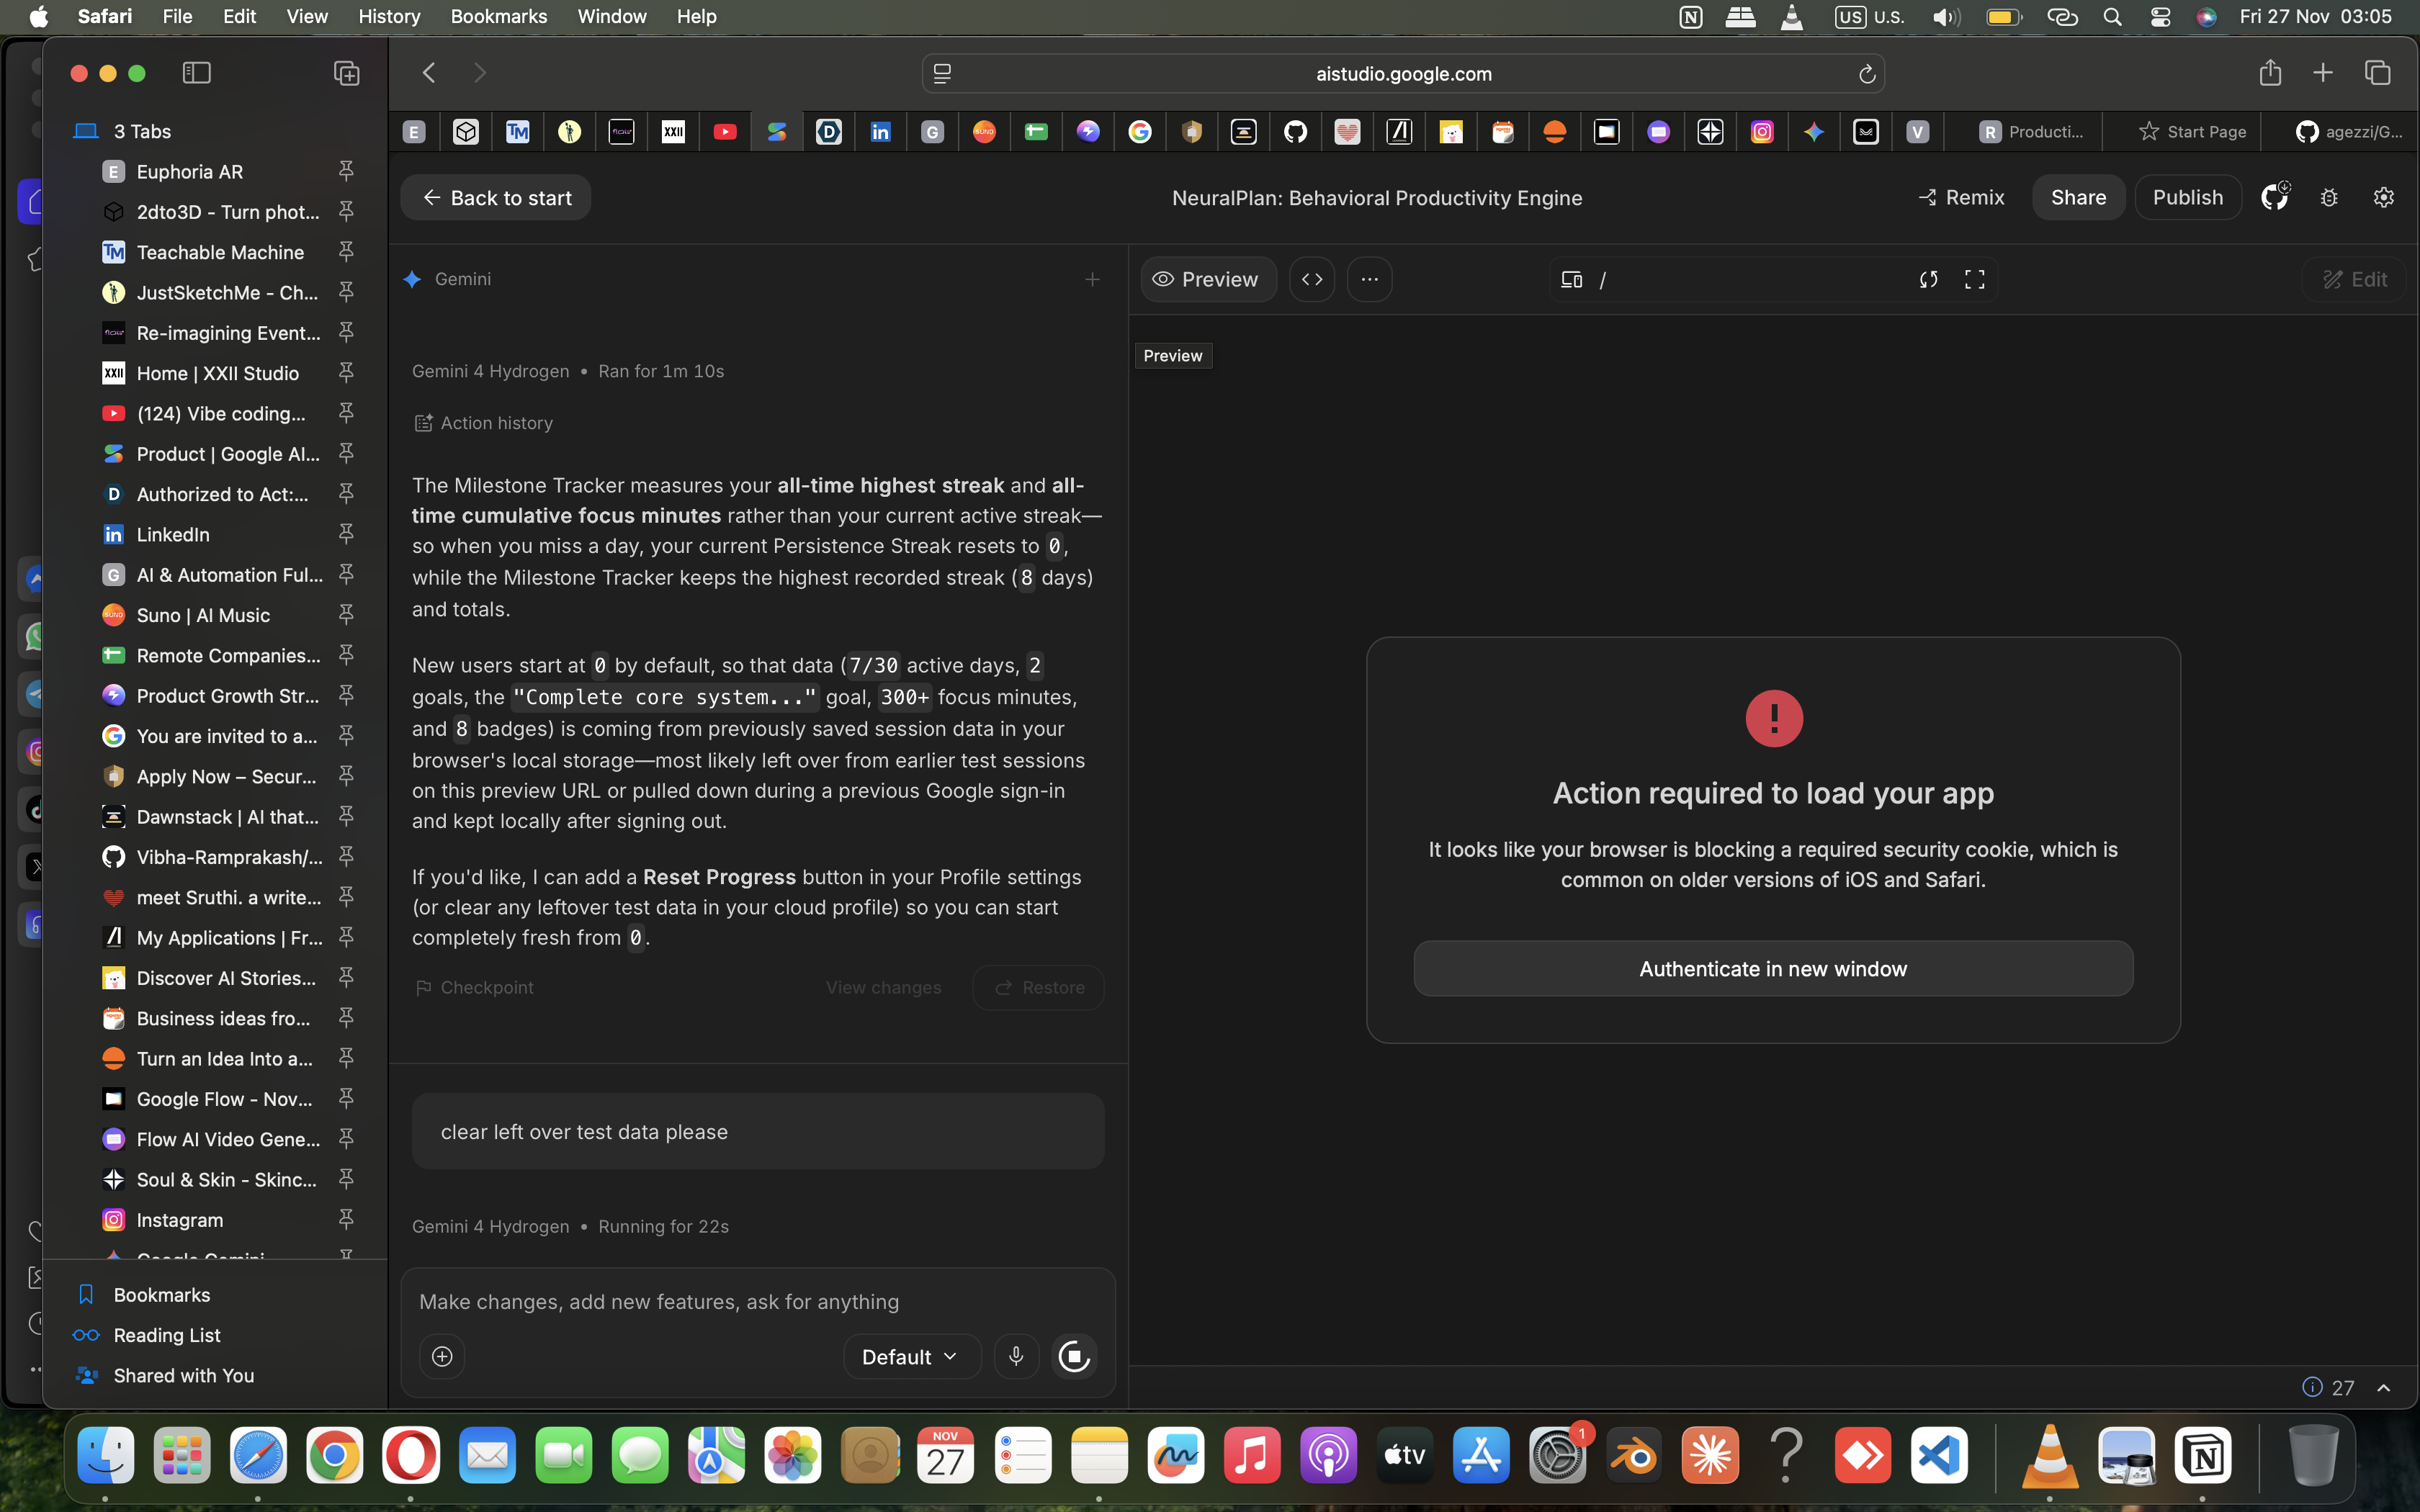 Safari File Edit View History Bookmarks Window Help
US U.S. Fri 27 Nov 03:05
aistudio.google.com
3 Tabs
Euphoria AR
2dto3D - Turn phot...
Teachable Machine
JustSketchMe - Ch...
Re-imagining Event...
Home | XXII Studio
(124) Vibe coding...
Product | Google AI...
Authorized to Act:...
LinkedIn
AI & Automation Ful...
Suno | AI Music
Remote Companies...
Product Growth Str...
You are invited to a...
Apply Now – Secur...
Dawnstack | AI that...
Vibha-Ramprakash/...
meet Sruthi. a write...
My Applications | Fr...
Discover AI Stories...
Business ideas fro...
Turn an Idea Into a...
Google Flow - Nov...
Flow AI Video Gene...
Soul & Skin - Skinc...
Instagram
Google Gemini
Bookmarks
Reading List
Shared with You
E TM XXII D in G SUNO V R Producti... Start Page agezzi/G...
Back to start
NeuralPlan: Behavioral Productivity Engine
Remix Share Publish
Gemini
Gemini 4 Hydrogen • Ran for 1m 10s
Action history
The Milestone Tracker measures your all-time highest streak and all-
time cumulative focus minutes rather than your current active streak—
so when you miss a day, your current Persistence Streak resets to 0,
while the Milestone Tracker keeps the highest recorded streak (8 days)
and totals.
New users start at 0 by default, so that data (7/30 active days, 2
goals, the "Complete core system..." goal, 300+ focus minutes,
and 8 badges) is coming from previously saved session data in your
browser's local storage—most likely left over from earlier test sessions
on this preview URL or pulled down during a previous Google sign-in
and kept locally after signing out.
If you'd like, I can add a Reset Progress button in your Profile settings
(or clear any leftover test data in your cloud profile) so you can start
completely fresh from 0.
Checkpoint View changes Restore
clear left over test data please
Gemini 4 Hydrogen • Running for 22s
Make changes, add new features, ask for anything
Default
Preview / Edit
Preview
Action required to load your app
It looks like your browser is blocking a required security cookie, which is
common on older versions of iOS and Safari.
Authenticate in new window
27
NOV
27
tv
1